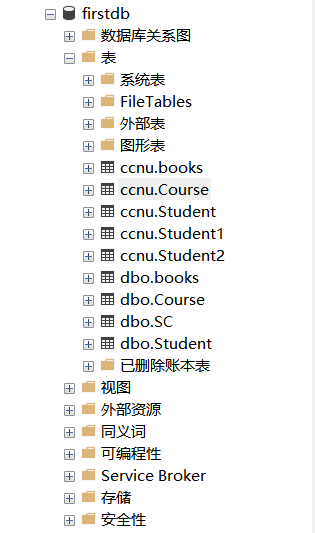 firstdb
数据库关系图
表
系统表
FileTables
外部表
图形表
ccnu.books
ccnu.Course
ccnu.Student
ccnu.Student1
ccnu.Student2
dbo.books
dbo.Course
dbo.SC
dbo.Student
已删除账本表
视图
外部资源
同义词
可编程性
Service Broker
存储
安全性